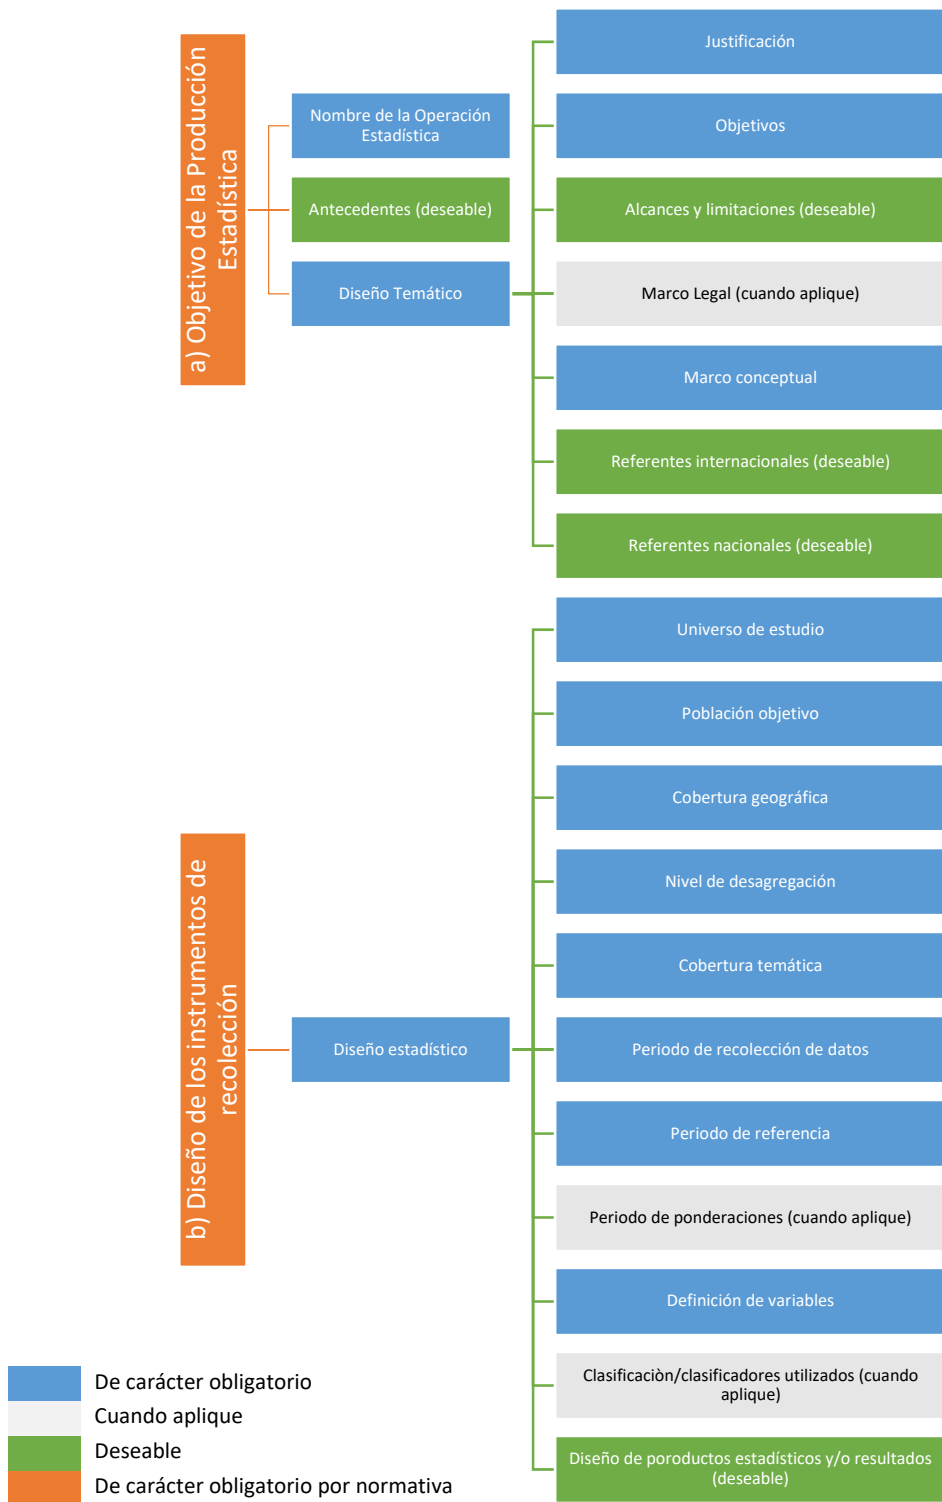 a) Objetivo de la Producción
Estadística
Nombre de la Operación
Estadística
Antecedentes (deseable)
Diseño Temático
Justificación
Objetivos
Alcances y limitaciones (deseable)
Marco Legal (cuando aplique)
Marco conceptual
Referentes internacionales (deseable)
Referentes nacionales (deseable)
b) Diseño de los instrumentos de
recolección
Diseño estadístico
Universo de estudio
Población objetivo
Cobertura geográfica
Nivel de desagregación
Cobertura temática
Periodo de recolección de datos
Periodo de referencia
Periodo de ponderaciones (cuando aplique)
Definición de variables
Clasificaciòn/clasificadores utilizados (cuando
aplique)
Diseño de poroductos estadísticos y/o resultados
(deseable)
De carácter obligatorio
Cuando aplique
Deseable
De carácter obligatorio por normativa